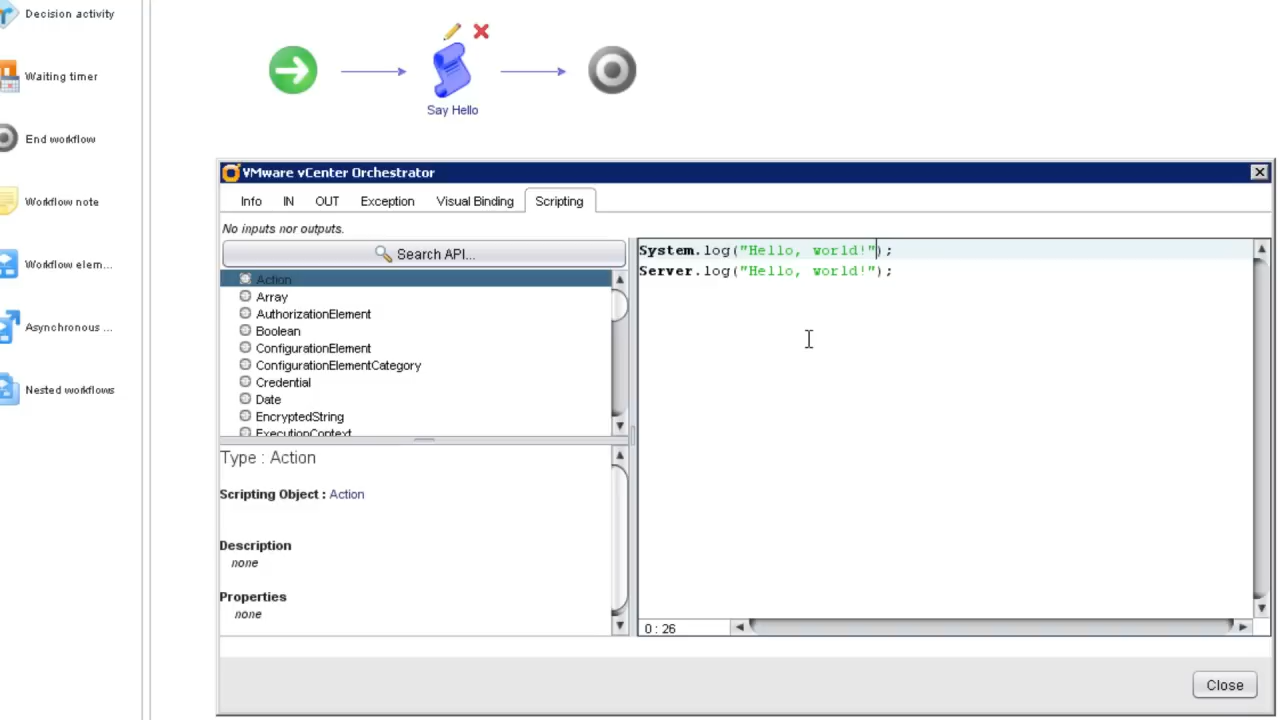 Decision activity
Waiting timer
End workflow
Workflow note
Workflow elem...
Asynchronous ...
Nested workflows
Say Hello
VMware vCenter Orchestrator
Info IN OUT Exception Visual Binding Scripting
No inputs nor outputs.
Search API...
Action
Array
AuthorizationElement
Boolean
ConfigurationElement
ConfigurationElementCategory
Credential
Date
EncryptedString
ExecutionContext
Type : Action
Scripting Object : Action
Description
none
Properties
none
System.log("Hello, world!");
Server.log("Hello, world!");
0 : 26
Close